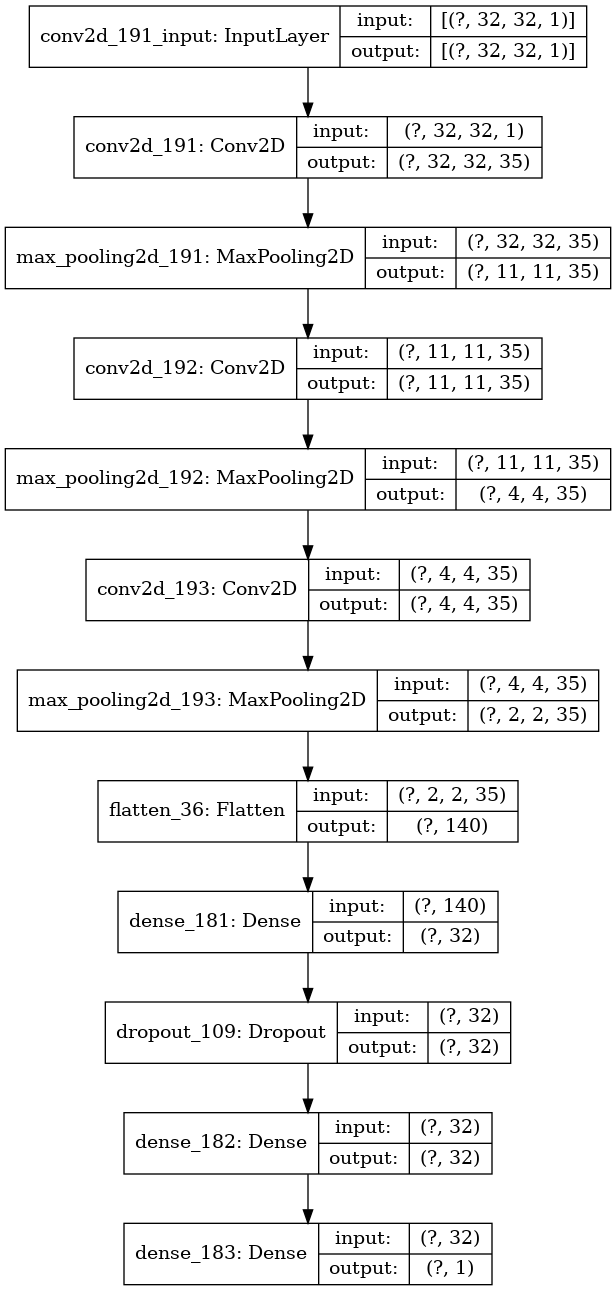 conv2d_191_input: InputLayer
input:
[(?, 32, 32, 1)]
output:
[(?, 32, 32, 1)]
conv2d_191: Conv2D
input:
(?, 32, 32, 1)
output:
(?, 32, 32, 35)
max_pooling2d_191: MaxPooling2D
input:
(?, 32, 32, 35)
output:
(?, 11, 11, 35)
conv2d_192: Conv2D
input:
(?, 11, 11, 35)
output:
(?, 11, 11, 35)
max_pooling2d_192: MaxPooling2D
input:
(?, 11, 11, 35)
output:
(?, 4, 4, 35)
conv2d_193: Conv2D
input:
(?, 4, 4, 35)
output:
(?, 4, 4, 35)
max_pooling2d_193: MaxPooling2D
input:
(?, 4, 4, 35)
output:
(?, 2, 2, 35)
flatten_36: Flatten
input:
(?, 2, 2, 35)
output:
(?, 140)
dense_181: Dense
input:
(?, 140)
output:
(?, 32)
dropout_109: Dropout
input:
(?, 32)
output:
(?, 32)
dense_182: Dense
input:
(?, 32)
output:
(?, 32)
dense_183: Dense
input:
(?, 32)
output:
(?, 1)